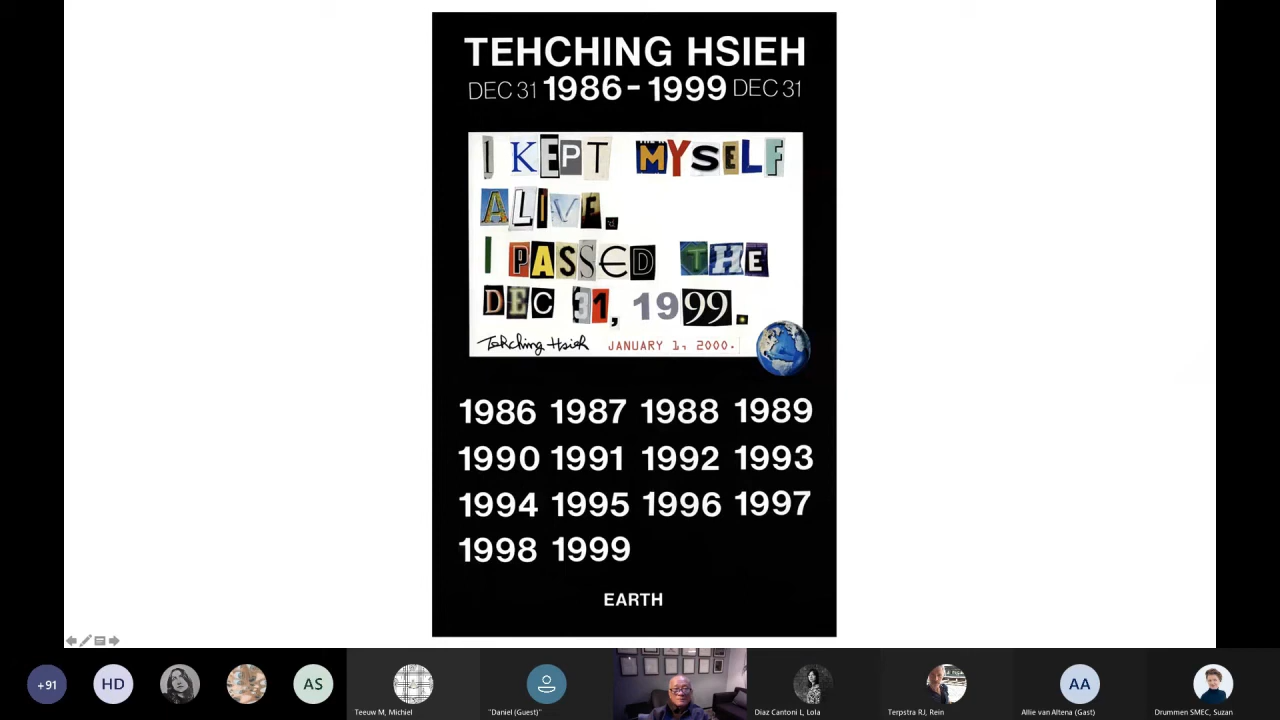 TEHCHING HSIEH
DEC 31 1986 - 1999 DEC 31
I KEPT MYSELF
ALIVE.
I PASSED THE
DEC 31, 1999.
Tehching Hsieh JANUARY 1, 2000.
1986 1987 1988 1989
1990 1991 1992 1993
1994 1995 1996 1997
1998 1999
EARTH
+91 HD AS AA
Teeuw M, Michiel "Daniel (Guest)" Diaz Cantoni L, Lola Terpstra RJ, Rein Allie van Altena (Gast) Drummen SMEC, Suzan